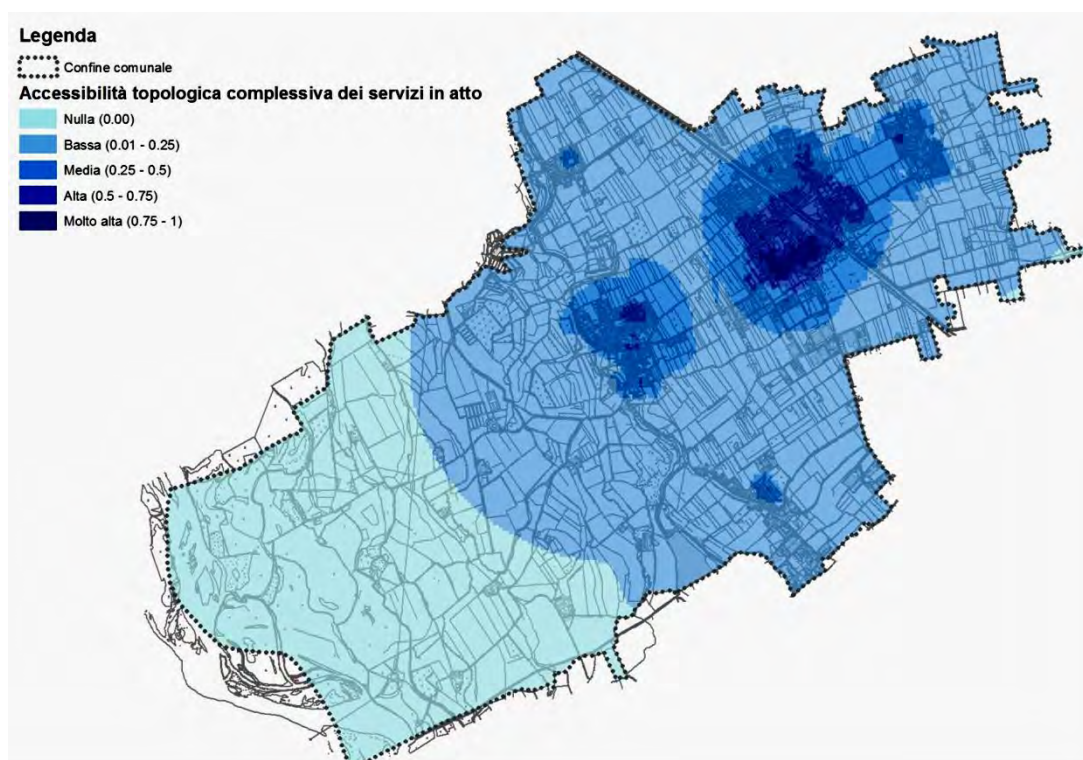 Legenda
Confine comunale
Accessibilità topologica complessiva dei servizi in atto
Nulla (0.00)
Bassa (0.01 - 0.25)
Media (0.25 - 0.5)
Alta (0.5 - 0.75)
Molto alta (0.75 - 1)